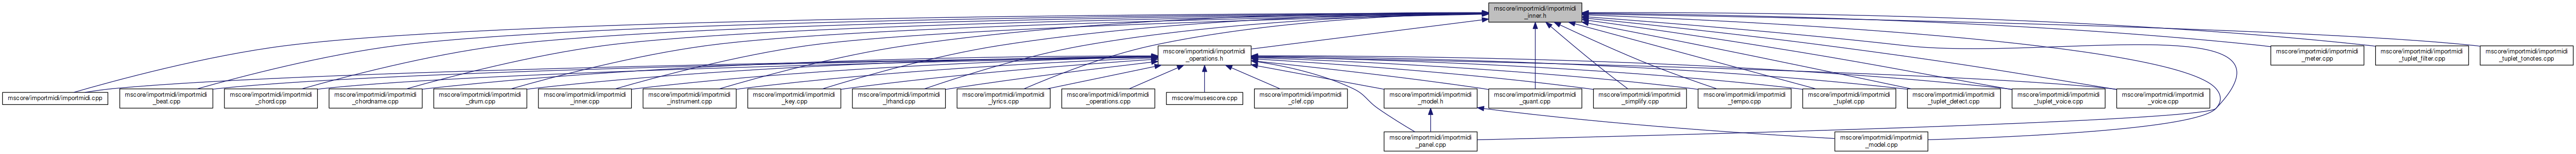 mscore/importmidi/importmidi
_inner.h
mscore/importmidi/importmidi
_operations.h
mscore/importmidi/importmidi
_meter.cpp
mscore/importmidi/importmidi
_tuplet_filter.cpp
mscore/importmidi/importmidi
_tuplet_tonotes.cpp
mscore/importmidi/importmidi.cpp
mscore/importmidi/importmidi
_beat.cpp
mscore/importmidi/importmidi
_chord.cpp
mscore/importmidi/importmidi
_chordname.cpp
mscore/importmidi/importmidi
_drum.cpp
mscore/importmidi/importmidi
_inner.cpp
mscore/importmidi/importmidi
_instrument.cpp
mscore/importmidi/importmidi
_key.cpp
mscore/importmidi/importmidi
_lrhand.cpp
mscore/importmidi/importmidi
_lyrics.cpp
mscore/importmidi/importmidi
_operations.cpp
mscore/musescore.cpp
mscore/importmidi/importmidi
_clef.cpp
mscore/importmidi/importmidi
_model.h
mscore/importmidi/importmidi
_quant.cpp
mscore/importmidi/importmidi
_simplify.cpp
mscore/importmidi/importmidi
_tempo.cpp
mscore/importmidi/importmidi
_tuplet.cpp
mscore/importmidi/importmidi
_tuplet_detect.cpp
mscore/importmidi/importmidi
_tuplet_voice.cpp
mscore/importmidi/importmidi
_voice.cpp
mscore/importmidi/importmidi
_panel.cpp
mscore/importmidi/importmidi
_model.cpp